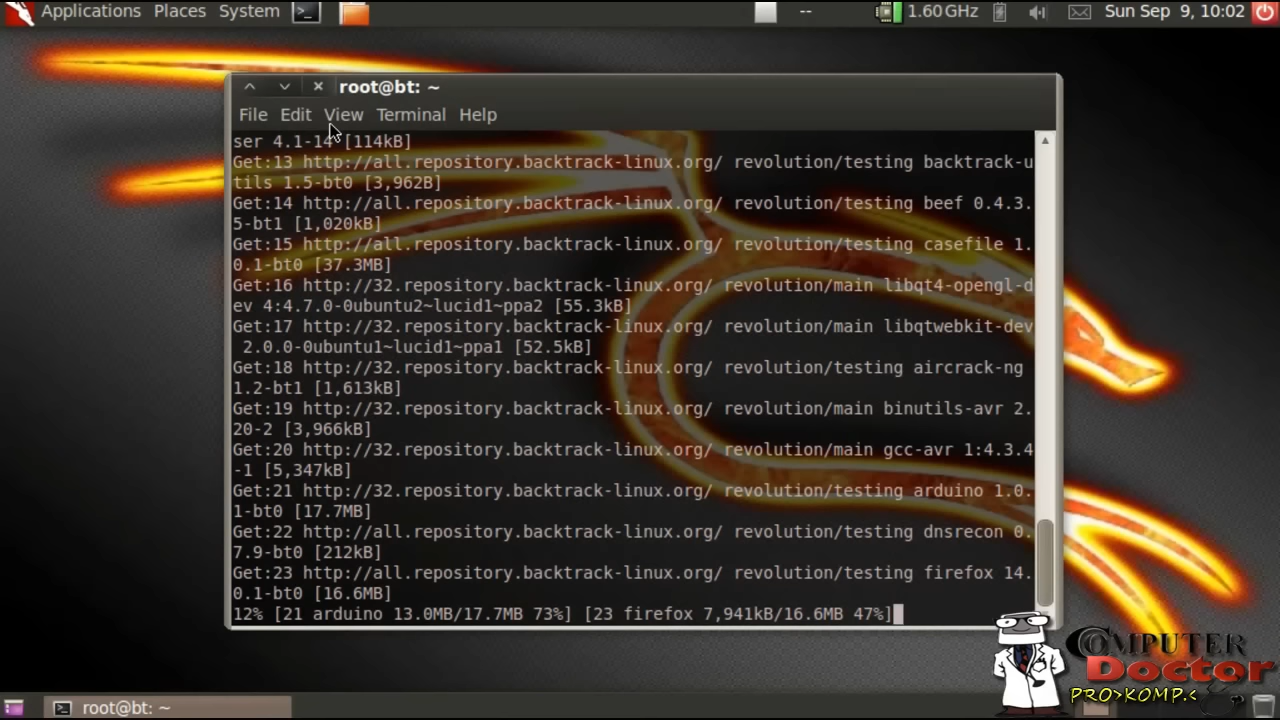 Applications Places System -- 1.60 GHz Sun Sep 9, 10:02
root@bt: ~
File Edit View Terminal Help
ser 4.1-14 [114kB]
Get:13 http://all.repository.backtrack-linux.org/ revolution/testing backtrack-u
tils 1.5-bt0 [3,962B]
Get:14 http://all.repository.backtrack-linux.org/ revolution/testing beef 0.4.3.
5-bt1 [1,020kB]
Get:15 http://all.repository.backtrack-linux.org/ revolution/testing casefile 1.
0.1-bt0 [37.3MB]
Get:16 http://32.repository.backtrack-linux.org/ revolution/main libqt4-opengl-d
ev 4:4.7.0-0ubuntu2~lucid1~ppa2 [55.3kB]
Get:17 http://32.repository.backtrack-linux.org/ revolution/main libqtwebkit-dev
2.0.0-0ubuntu1~lucid1~ppa1 [52.5kB]
Get:18 http://32.repository.backtrack-linux.org/ revolution/testing aircrack-ng
1.2-bt1 [1,613kB]
Get:19 http://32.repository.backtrack-linux.org/ revolution/main binutils-avr 2.
20-2 [3,966kB]
Get:20 http://32.repository.backtrack-linux.org/ revolution/main gcc-avr 1:4.3.4
-1 [5,347kB]
Get:21 http://32.repository.backtrack-linux.org/ revolution/testing arduino 1.0.
1-bt0 [17.7MB]
Get:22 http://all.repository.backtrack-linux.org/ revolution/testing dnsrecon 0.
7.9-bt0 [212kB]
Get:23 http://all.repository.backtrack-linux.org/ revolution/testing firefox 14.
0.1-bt0 [16.6MB]
12% [21 arduino 13.0MB/17.7MB 73%] [23 firefox 7,941kB/16.6MB 47%]
COMPUTER
Doctor
PRO>KOMP.<
root@bt: ~